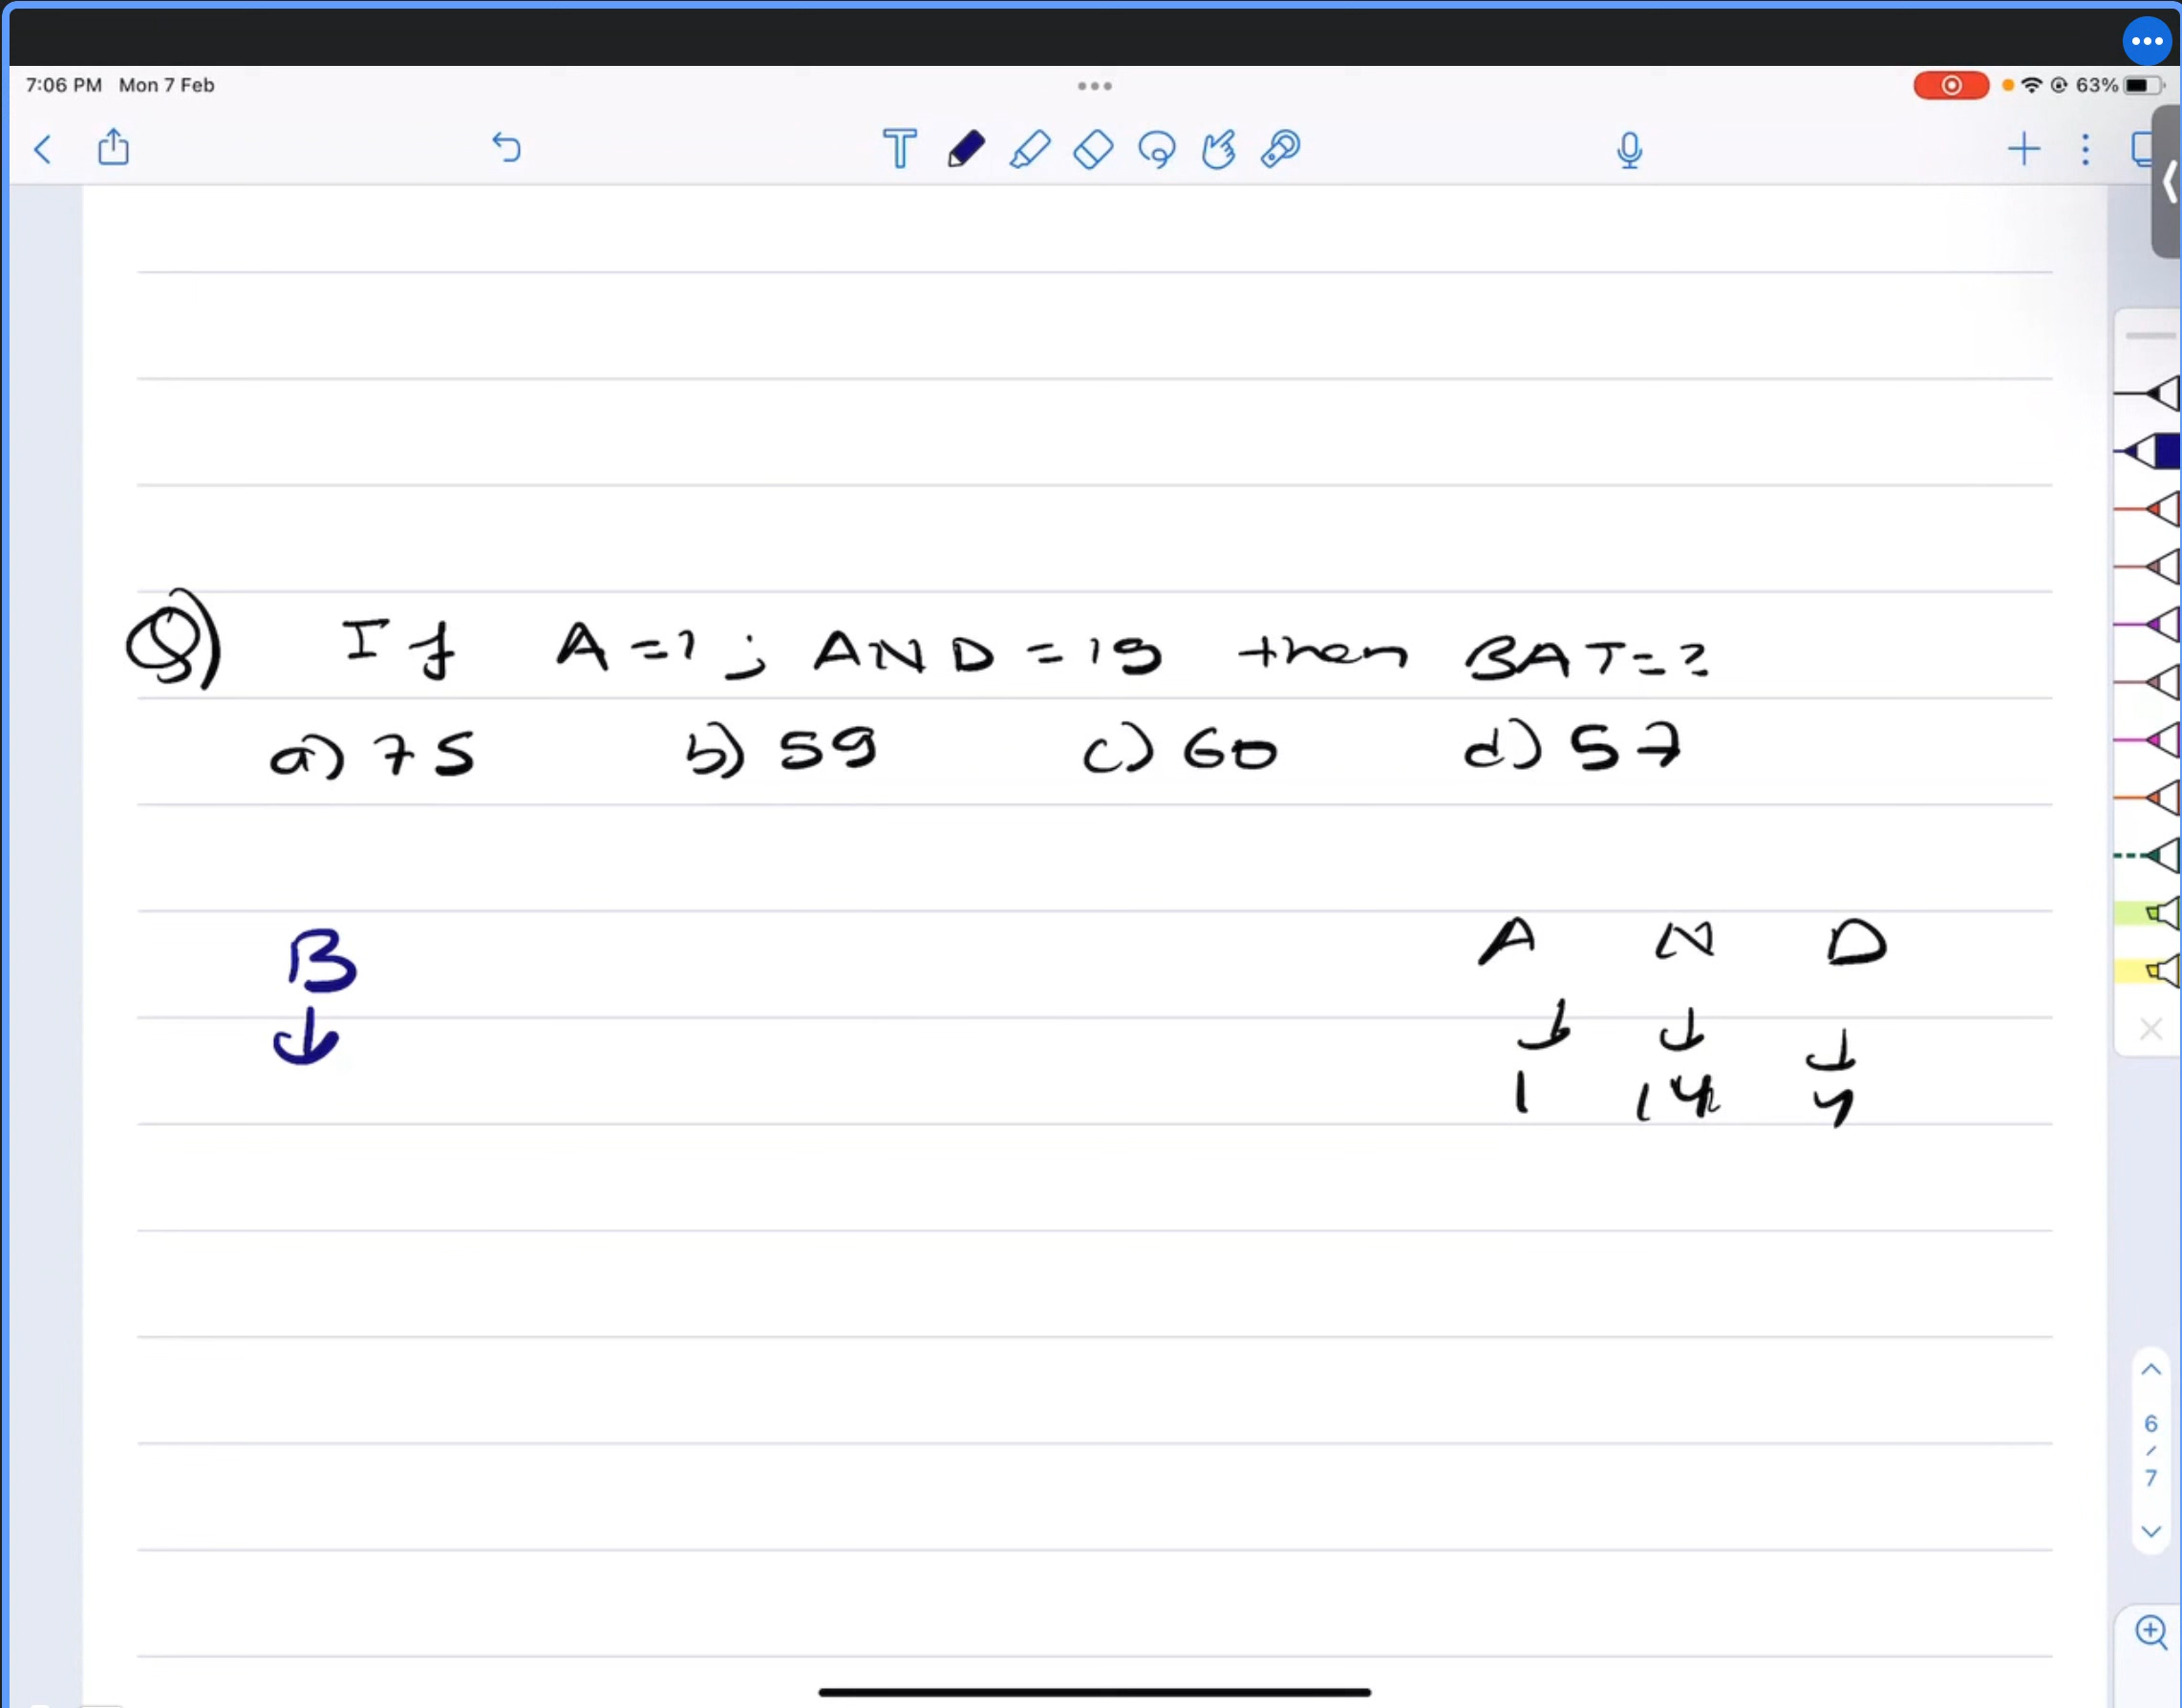 7:06 PM Mon 7 Feb
63%
Q) If A = 1 ; AND = 19 then BAT = ?
a) 75 b) 59 c) 60 d) 57
B
A N D
1 14 4
6
/
7